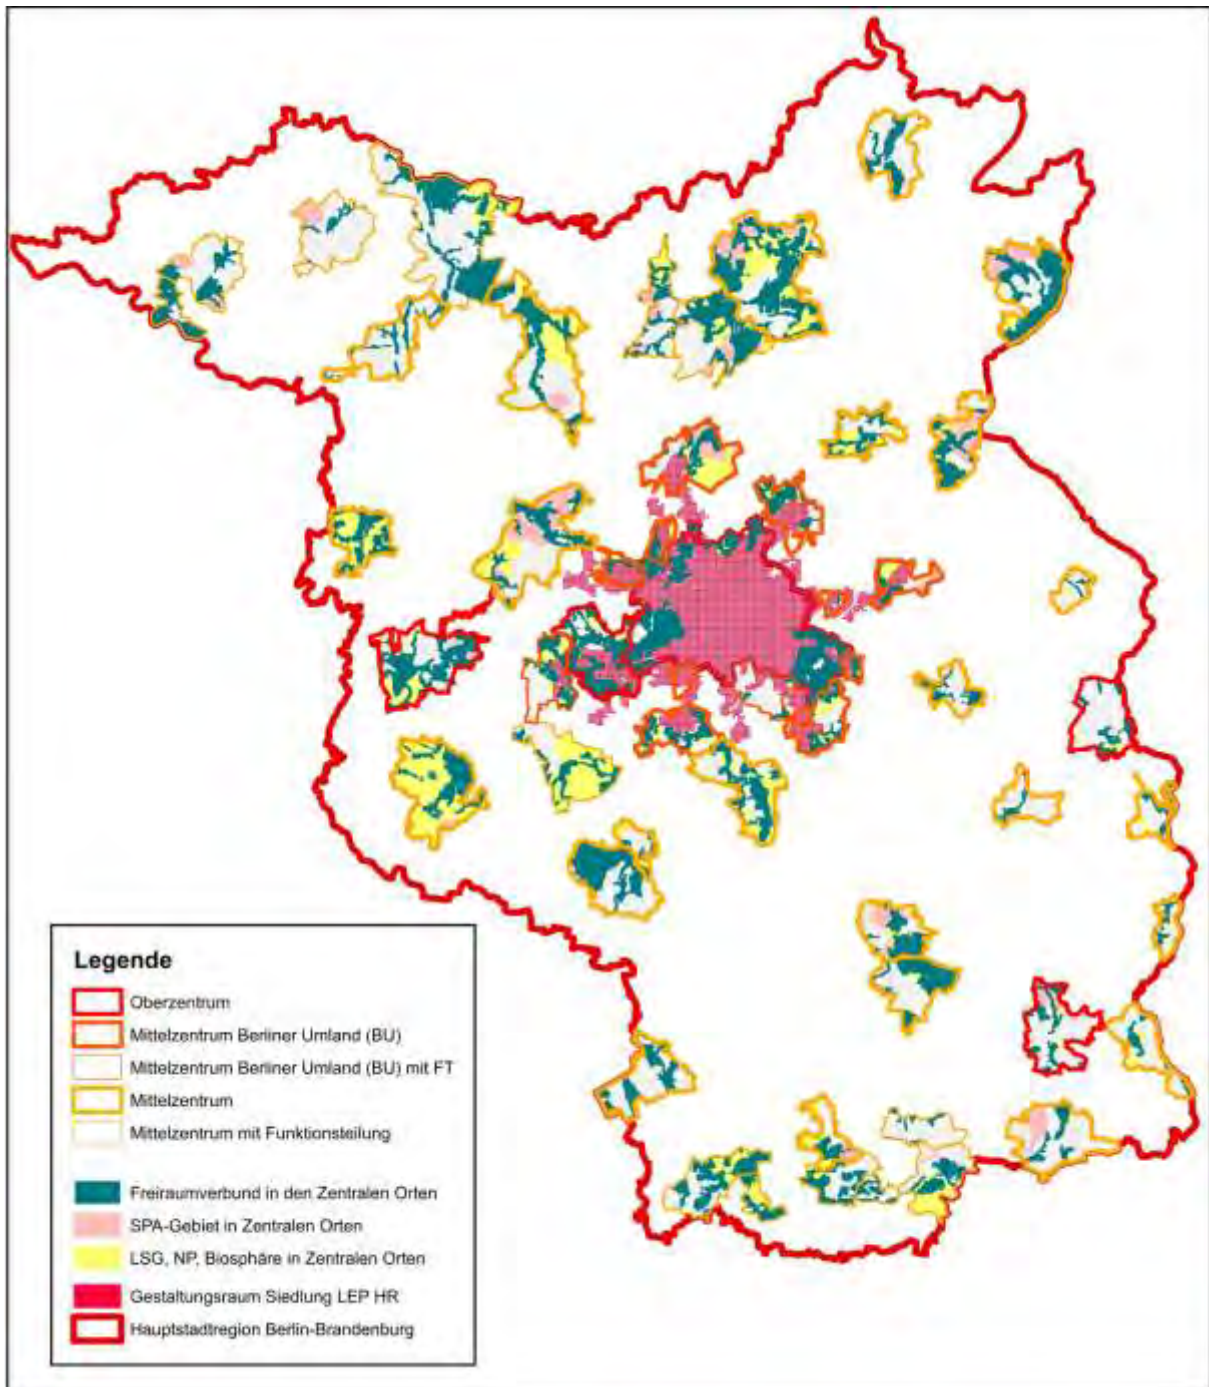 Legende
Oberzentrum
Mittelzentrum Berliner Umland (BU)
Mittelzentrum Berliner Umland (BU) mit FT
Mittelzentrum
Mittelzentrum mit Funktionsteilung
Freiraumverbund in den Zentralen Orten
SPA-Gebiet in Zentralen Orten
LSG, NP, Biosphäre in Zentralen Orten
Gestaltungsraum Siedlung LEP HR
Hauptstadtregion Berlin-Brandenburg